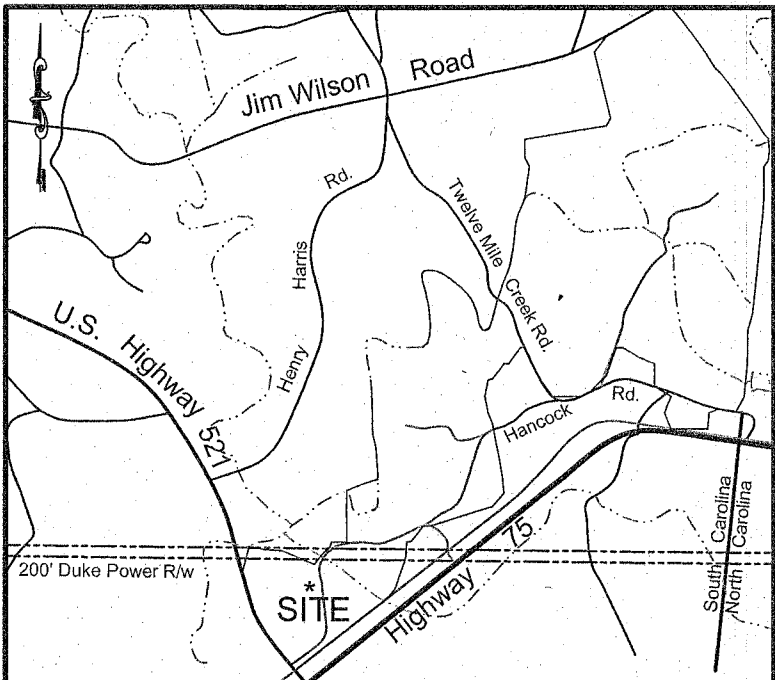 Jim Wilson Road
Henry Harris Rd.
Twelve Mile Creek Rd.
U.S. Highway 521
Hancock Rd.
South Carolina
North Carolina
200' Duke Power R/w
*
SITE
Highway 75